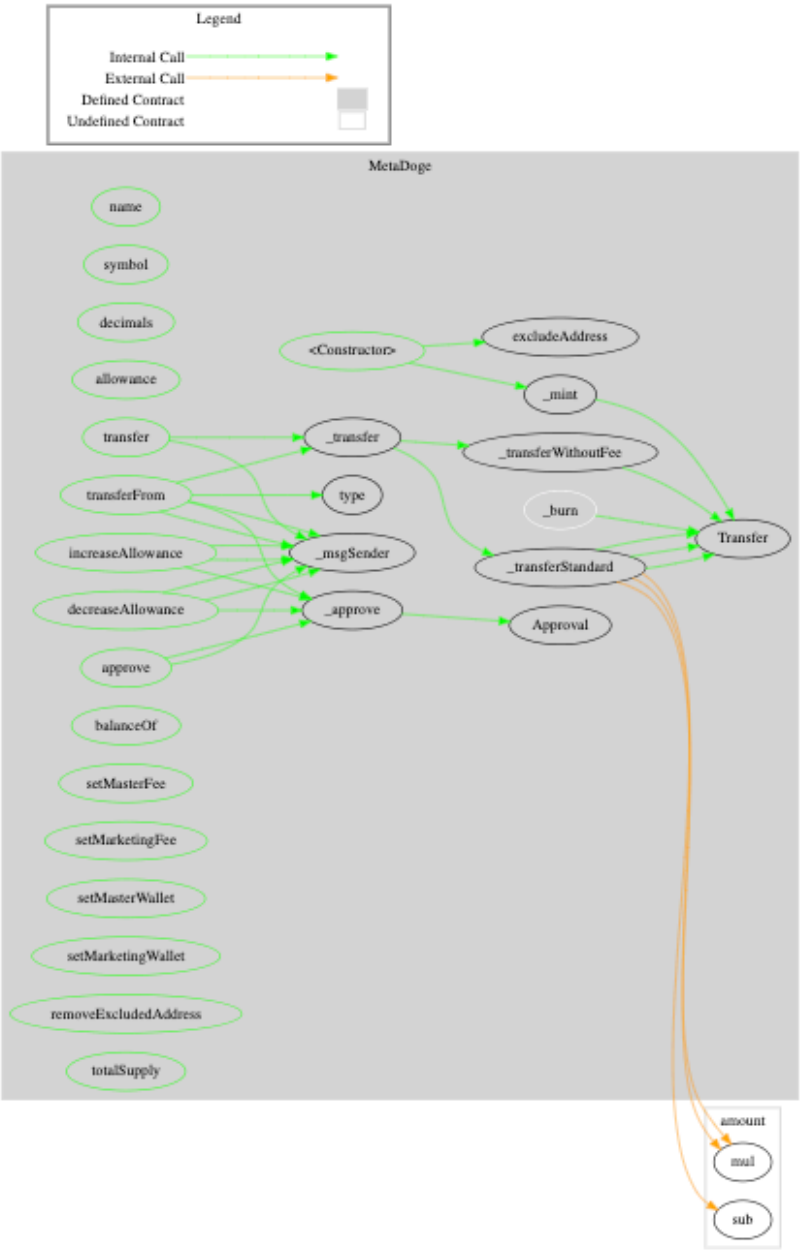 Legend
Internal Call
External Call
Defined Contract
Undefined Contract
MetaDoge
name
symbol
decimals
allowance
transfer
transferFrom
increaseAllowance
decreaseAllowance
approve
balanceOf
setMasterFee
setMarketingFee
setMasterWallet
setMarketingWallet
removeExcludedAddress
totalSupply
<Constructor>
_transfer
type
_msgSender
_approve
excludeAddress
_mint
_transferWithoutFee
_burn
_transferStandard
Approval
Transfer
amount
mul
sub